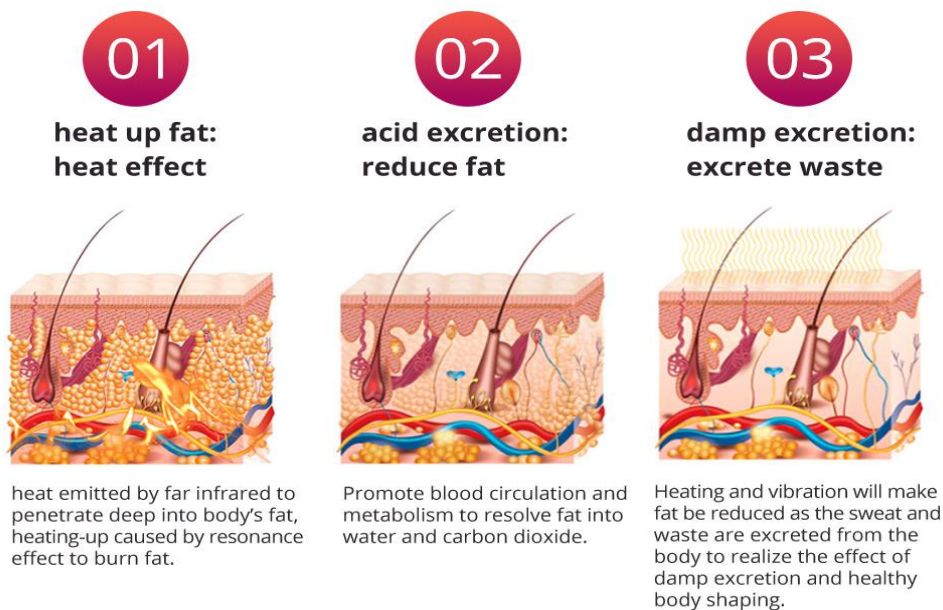 01
heat up fat:
heat effect
heat emitted by far infrared to
penetrate deep into body's fat,
heating-up caused by resonance
effect to burn fat.
02
acid excretion:
reduce fat
Promote blood circulation and
metabolism to resolve fat into
water and carbon dioxide.
03
damp excretion:
excrete waste
Heating and vibration will make
fat be reduced as the sweat and
waste are excreted from the
body to realize the effect of
damp excretion and healthy
body shaping.